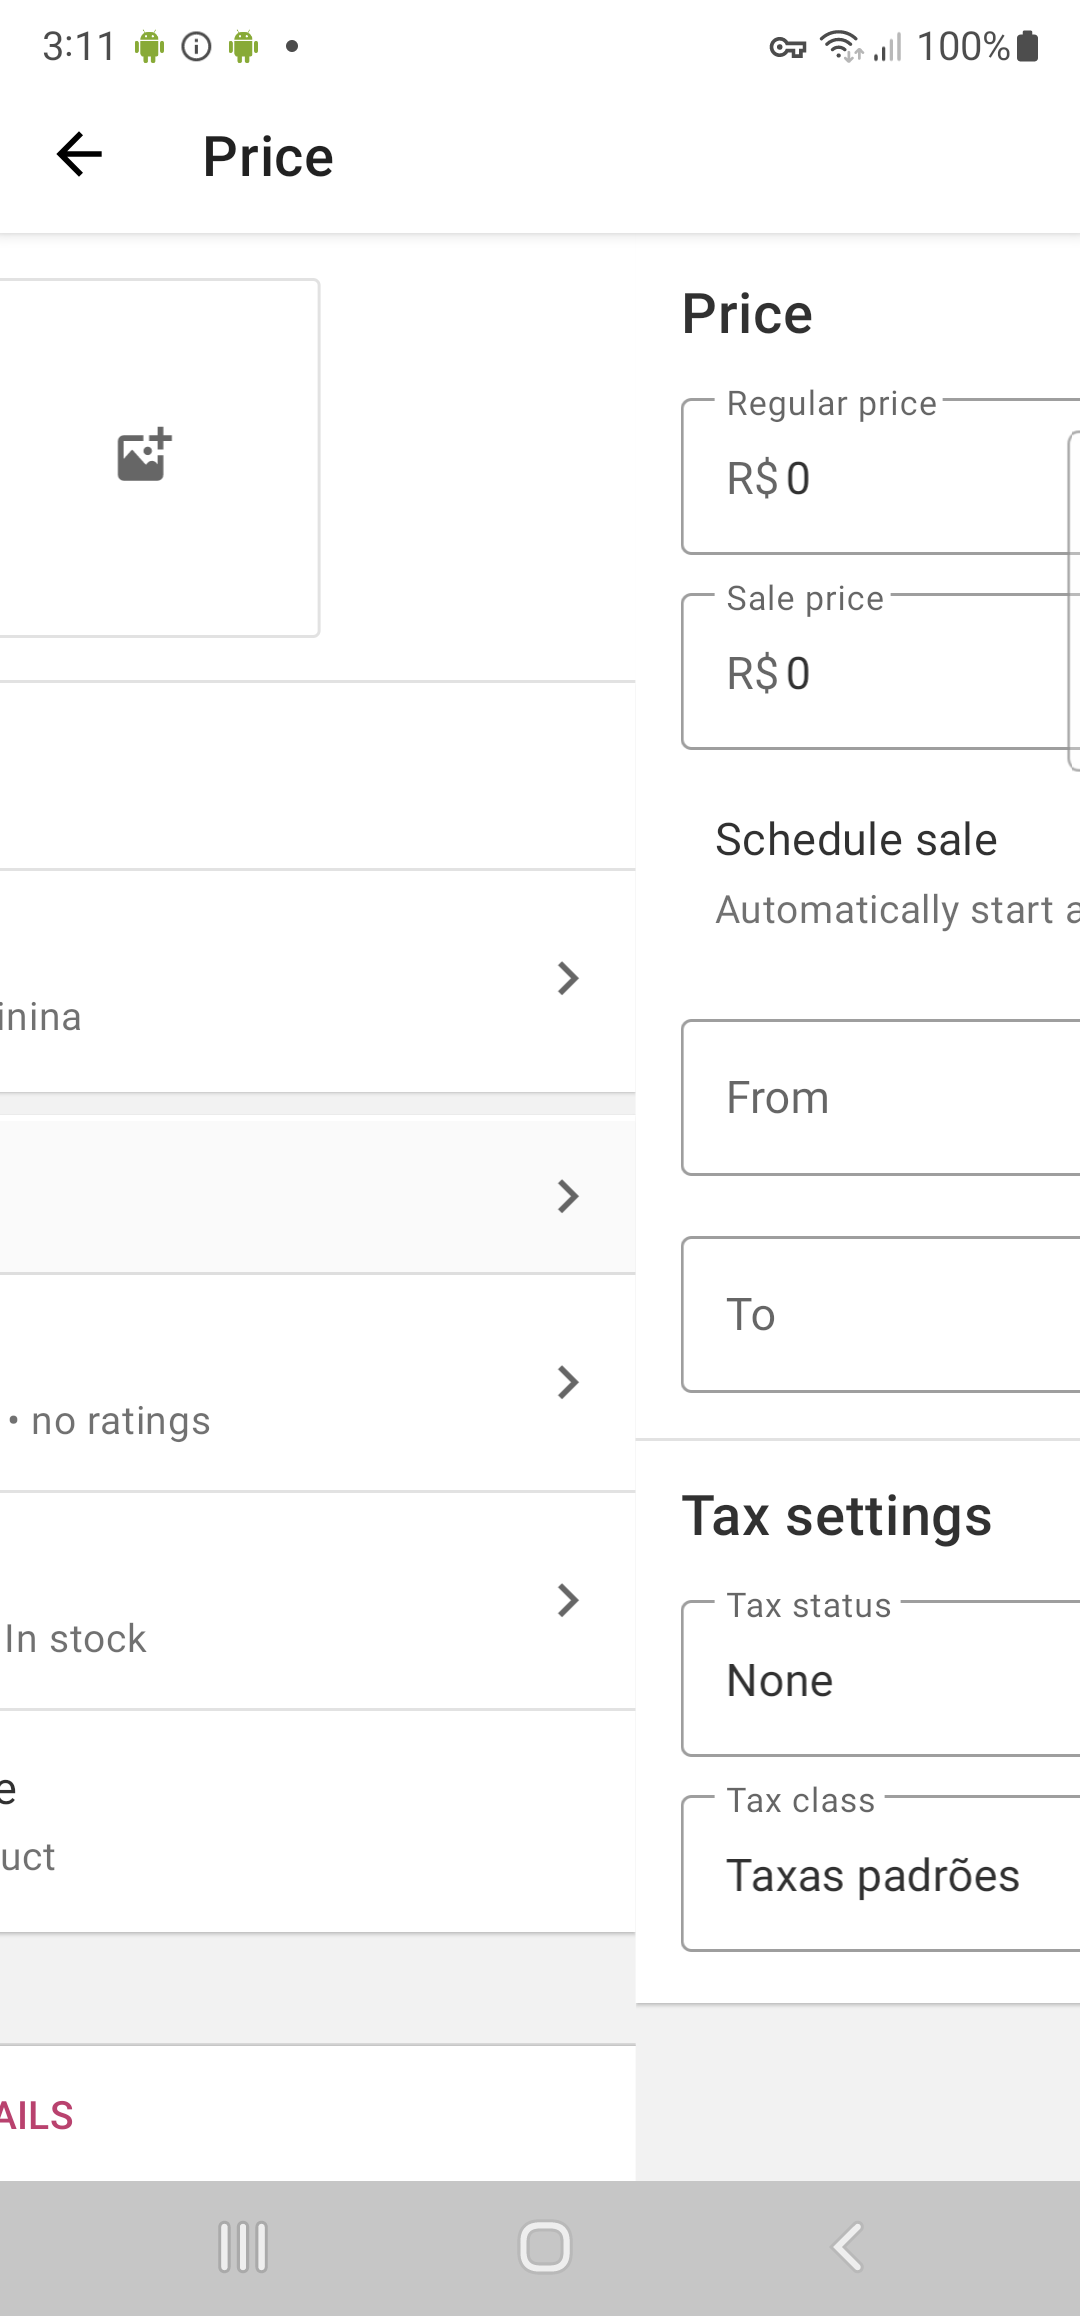 3:11
100%
Price
Price
Regular price
R$ 0
Sale price
R$ 0
Schedule sale
Automatically start a
inina
From
To
• no ratings
Tax settings
Tax status
In stock
None
e
Tax class
uct
Taxas padrões
AILS